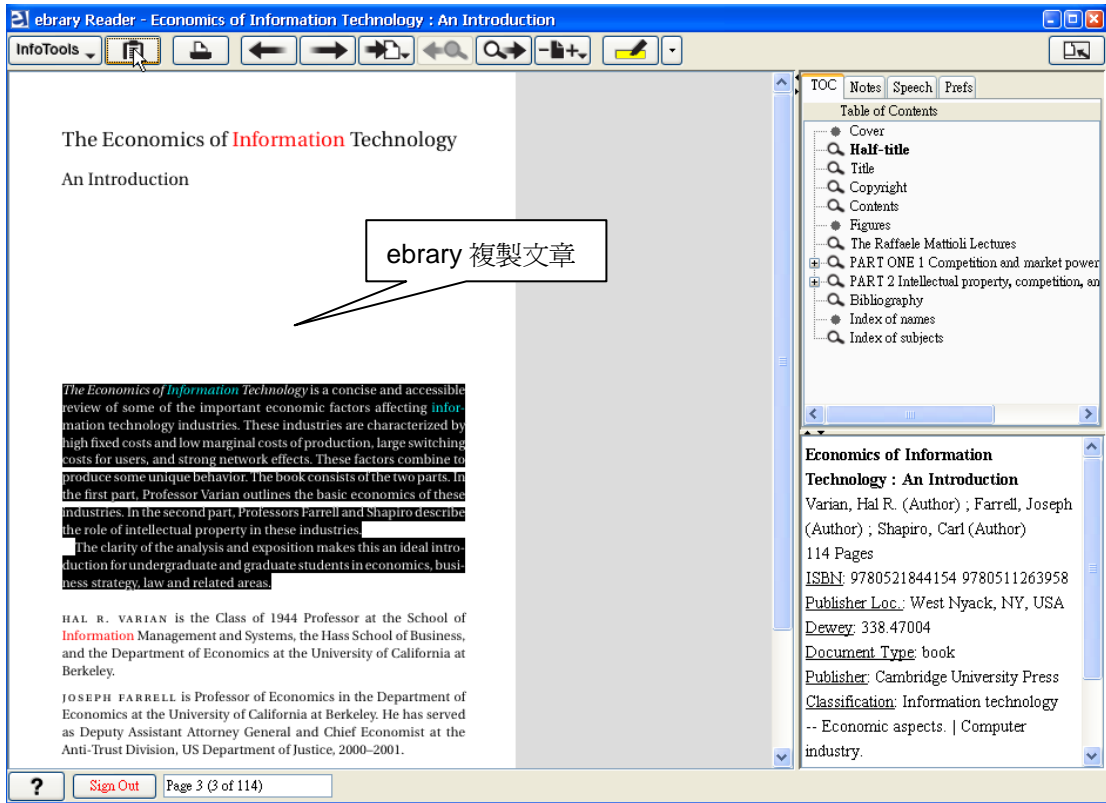 ebrary Reader - Economics of Information Technology : An Introduction
InfoTools
The Economics of Information Technology
An Introduction
ebrary 複製文章
The Economics of Information Technology is a concise and accessible
review of some of the important economic factors affecting infor-
mation technology industries. These industries are characterized by
high fixed costs and low marginal costs of production, large switching
costs for users, and strong network effects. These factors combine to
produce some unique behavior. The book consists of the two parts. In
the first part, Professor Varian outlines the basic economics of these
industries. In the second part, Professors Farrell and Shapiro describe
the role of intellectual property in these industries.
The clarity of the analysis and exposition makes this an ideal intro-
duction for undergraduate and graduate students in economics, busi-
ness strategy, law and related areas.
HAL R. VARIAN is the Class of 1944 Professor at the School of
Information Management and Systems, the Hass School of Business,
and the Department of Economics at the University of California at
Berkeley.
JOSEPH FARRELL is Professor of Economics in the Department of
Economics at the University of California at Berkeley. He has served
as Deputy Assistant Attorney General and Chief Economist at the
Anti-Trust Division, US Department of Justice, 2000–2001.
TOC Notes Speech Prefs
Table of Contents
Cover
Half-title
Title
Copyright
Contents
Figures
The Raffaele Mattioli Lectures
PART ONE 1 Competition and market power
PART 2 Intellectual property, competition, an
Bibliography
Index of names
Index of subjects
Economics of Information
Technology : An Introduction
Varian, Hal R. (Author) ; Farrell, Joseph
(Author) ; Shapiro, Carl (Author)
114 Pages
ISBN: 9780521844154 9780511263958
Publisher Loc.: West Nyack, NY, USA
Dewey: 338.47004
Document Type: book
Publisher: Cambridge University Press
Classification: Information technology
-- Economic aspects. | Computer
industry.
? Sign Out Page 3 (3 of 114)